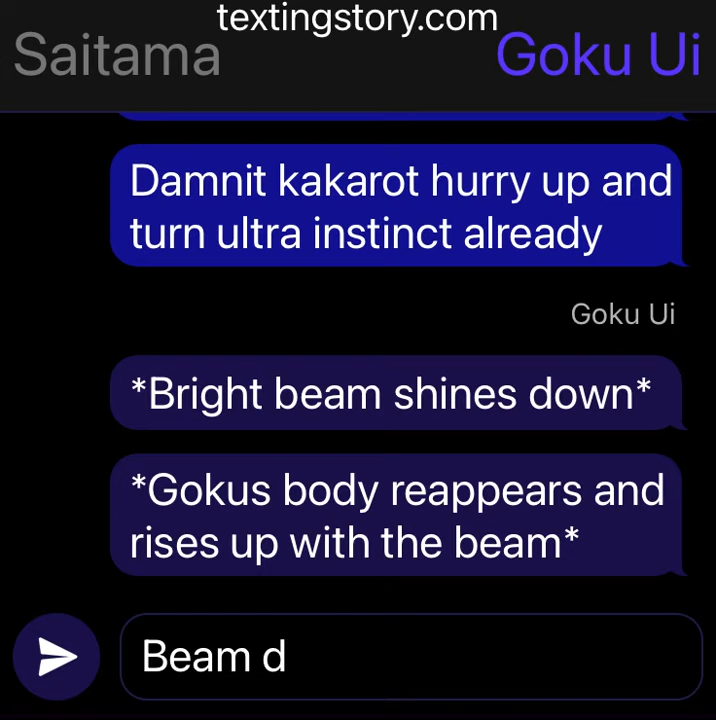 textingstory.com
Saitama
Goku Ui
Damnit kakarot hurry up and
turn ultra instinct already
Goku Ui
*Bright beam shines down*
*Gokus body reappears and
rises up with the beam*
Beam d